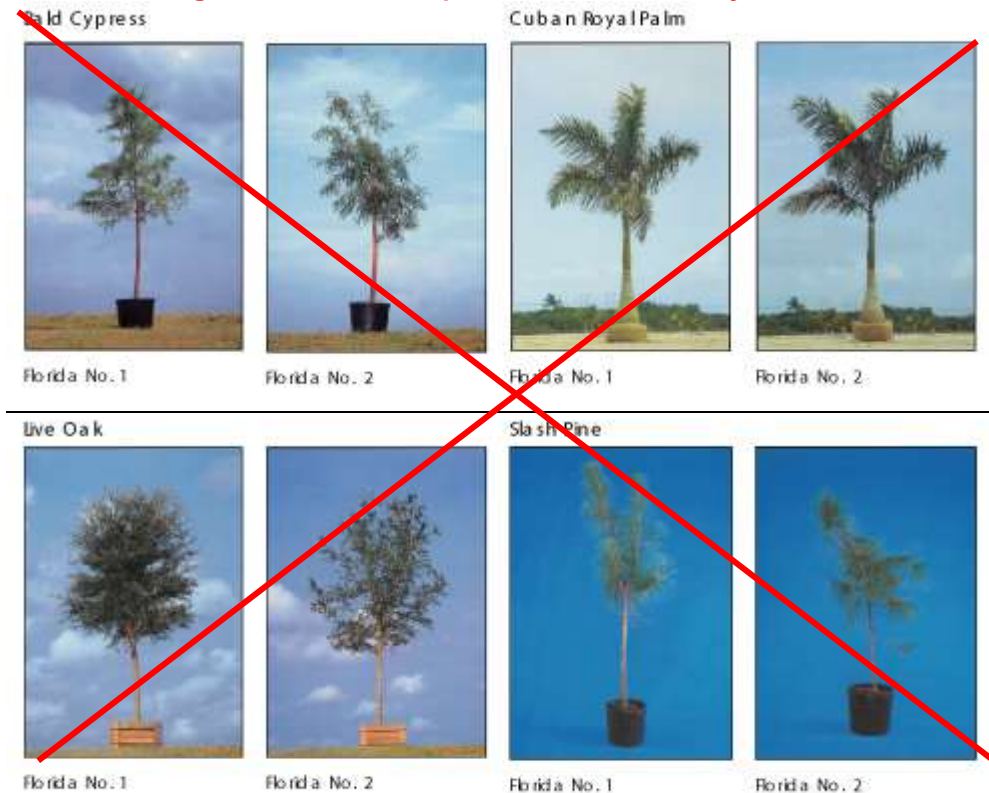 Bald Cypress
Cuban Royal Palm
Florida No. 1
Florida No. 2
Florida No. 1
Florida No. 2
Live Oak
Slash Pine
Florida No. 1
Florida No. 2
Florida No. 1
Florida No. 2